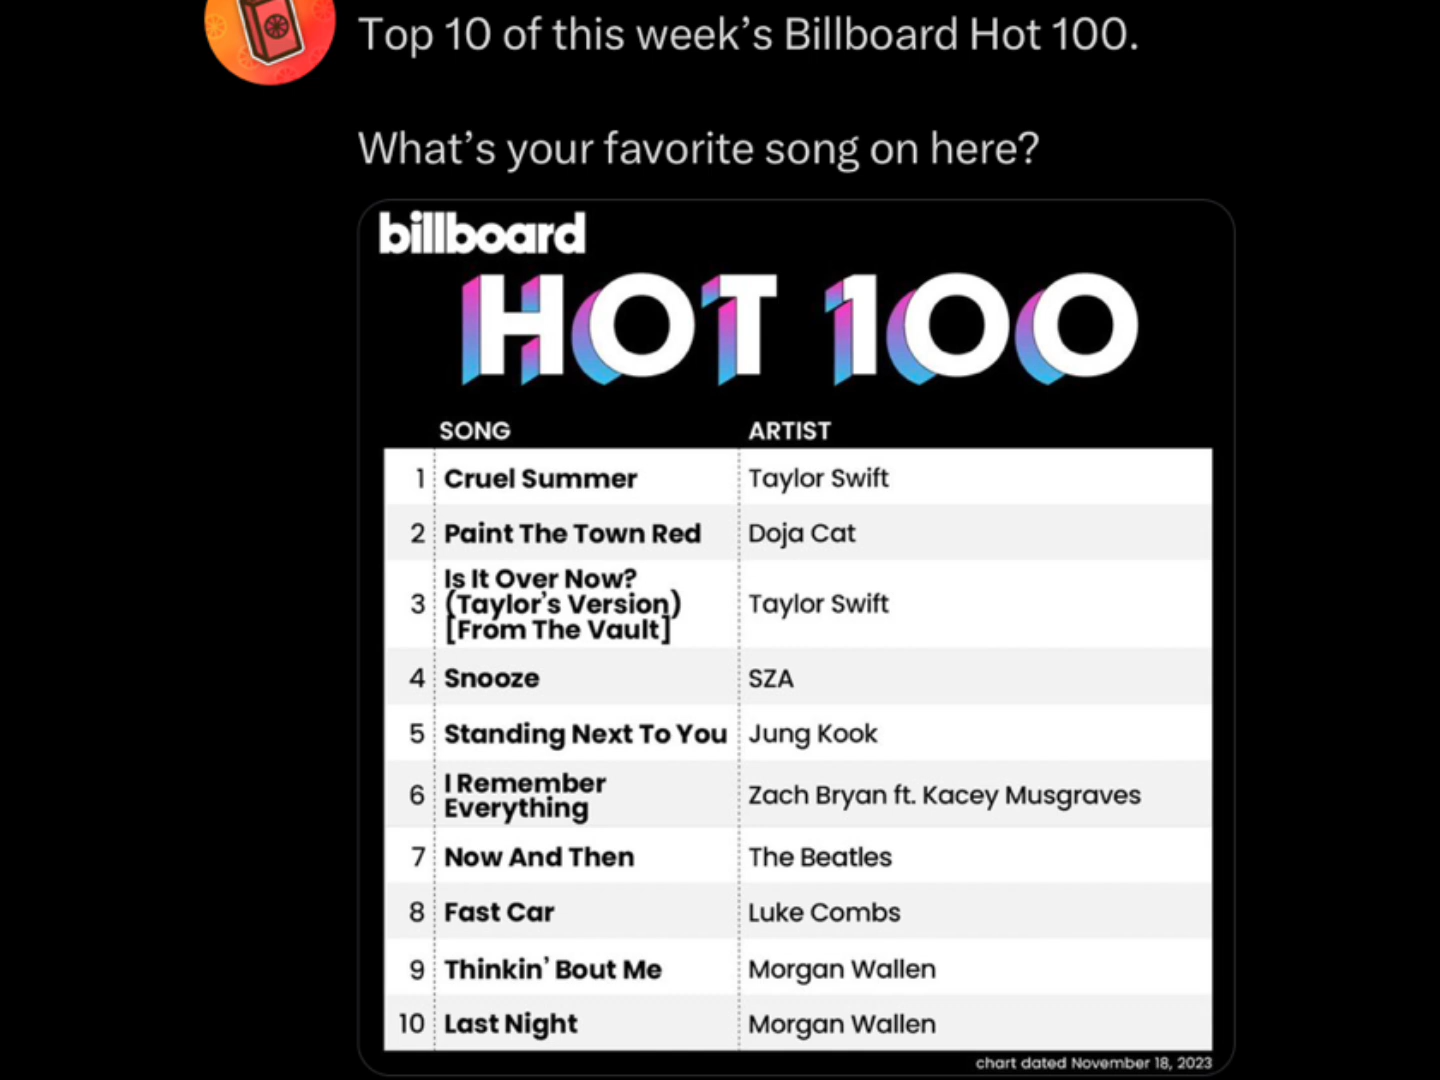 Top 10 of this week's Billboard Hot 100.
What's your favorite song on here?
billboard
HOT 100
SONG ARTIST
1 Cruel Summer Taylor Swift
2 Paint The Town Red Doja Cat
3 Is It Over Now?
(Taylor's Version)
[From The Vault] Taylor Swift
4 Snooze SZA
5 Standing Next To You Jung Kook
6 I Remember
Everything Zach Bryan ft. Kacey Musgraves
7 Now And Then The Beatles
8 Fast Car Luke Combs
9 Thinkin' Bout Me Morgan Wallen
10 Last Night Morgan Wallen
chart dated November 18, 2023